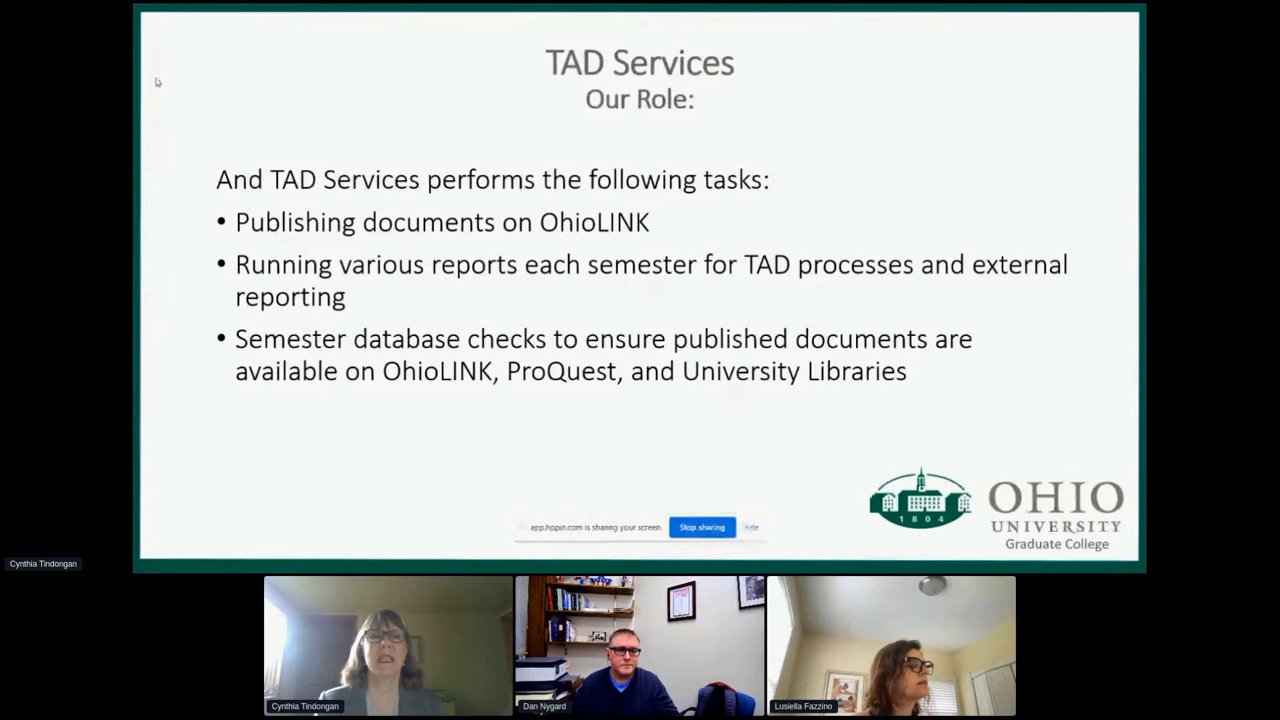 TAD Services
Our Role:
And TAD Services performs the following tasks:
• Publishing documents on OhioLINK
• Running various reports each semester for TAD processes and external
reporting
• Semester database checks to ensure published documents are
available on OhioLINK, ProQuest, and University Libraries
1804
OHIO
UNIVERSITY
Graduate College
app.hopin.com is sharing your screen.
Stop sharing
Hide
Cynthia Tindongan
Cynthia Tindongan
Dan Nygard
Lusiella Fazzino